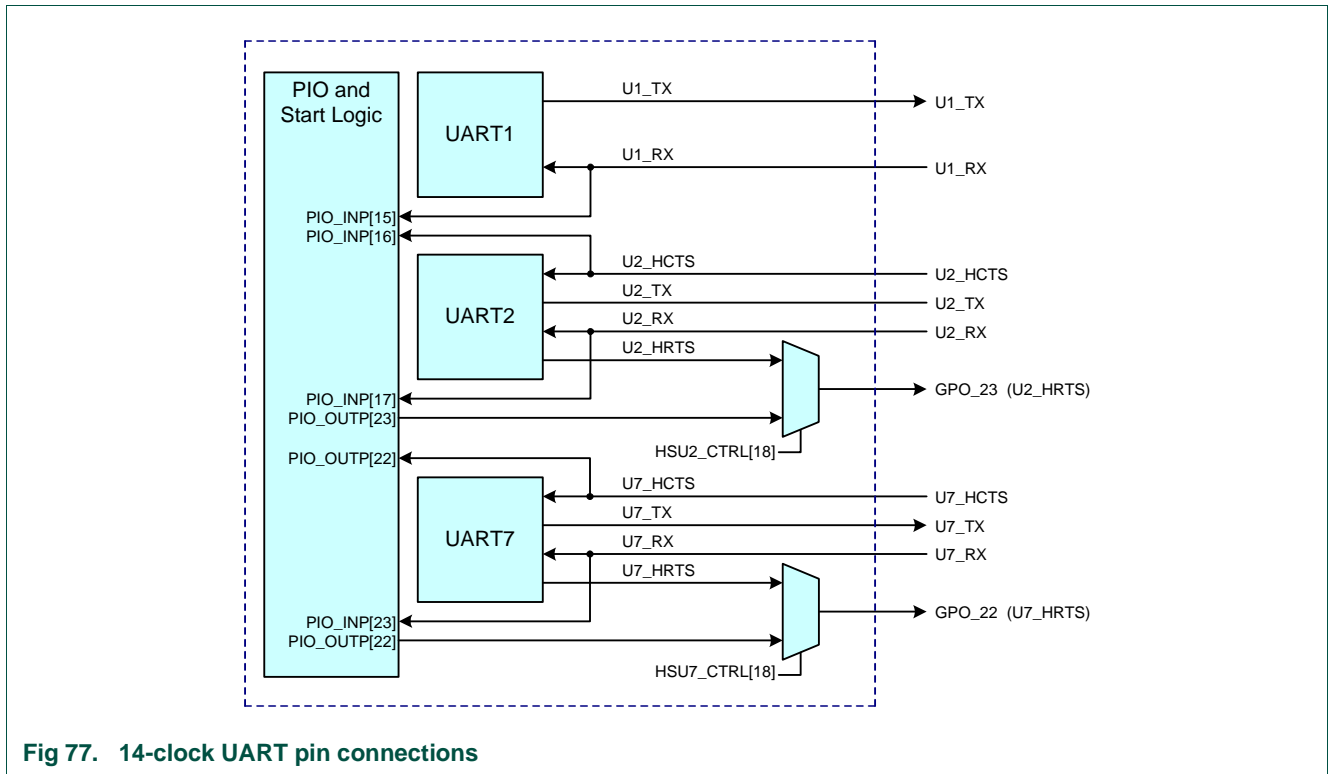 PIO and
Start Logic
UART1
U1_TX
U1_TX
U1_RX
U1_RX
PIO_INP[15]
PIO_INP[16]
UART2
U2_HCTS
U2_HCTS
U2_TX
U2_TX
U2_RX
U2_RX
U2_HRTS
GPO_23 (U2_HRTS)
PIO_INP[17]
PIO_OUTP[23]
HSU2_CTRL[18]
PIO_OUTP[22]
UART7
U7_HCTS
U7_HCTS
U7_TX
U7_TX
U7_RX
U7_RX
U7_HRTS
GPO_22 (U7_HRTS)
PIO_INP[23]
PIO_OUTP[22]
HSU7_CTRL[18]
Fig 77. 14-clock UART pin connections